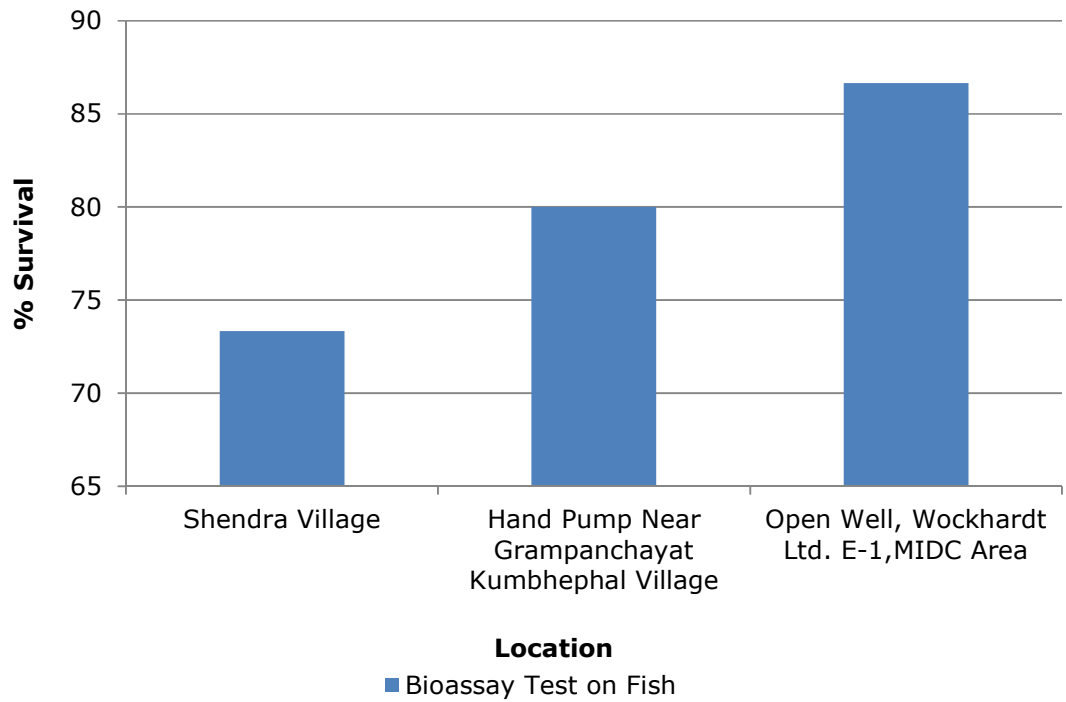 90
85
80
75
70
65
% Survival
Shendra Village
Hand Pump Near
Grampanchayat
Kumbhephal Village
Open Well, Wockhardt
Ltd. E-1,MIDC Area
Location
Bioassay Test on Fish